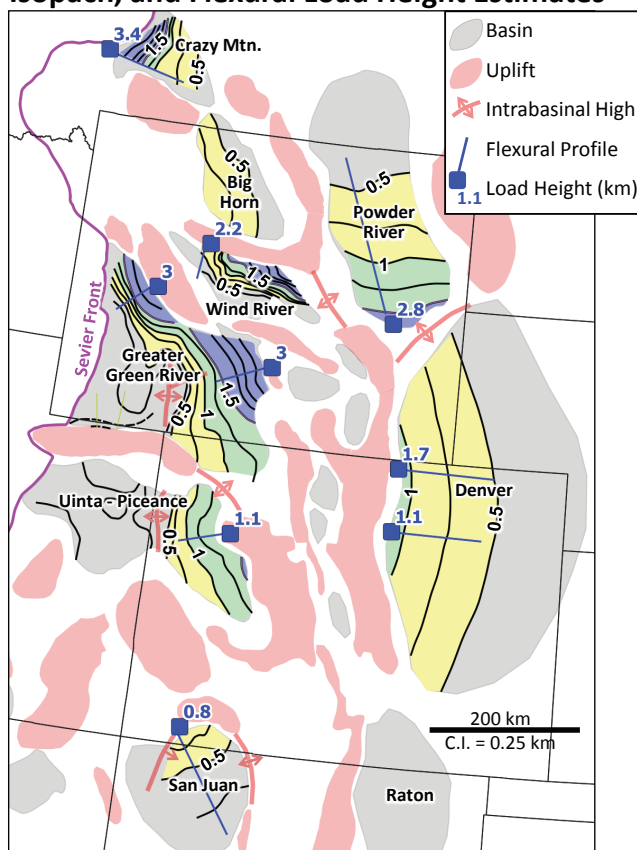 Isopach, and Flexural Load Height Estimates
Basin
Uplift
Intrabasinal High
Flexural Profile
Load Height (km)
1.1
3.4
1.5
Crazy Mtn.
0.5
0.5
Big
Horn
0.5
Powder
River
1
2.8
2.2
1.5
0.5
Wind River
3
Sevier Front
Greater
Green River
3
1.5
0.5
1
1.7
1
Denver
0.5
Uinta-Piceance
0.5
1
1.1
1.1
0.8
0.5
San Juan
Raton
200 km
C.I. = 0.25 km